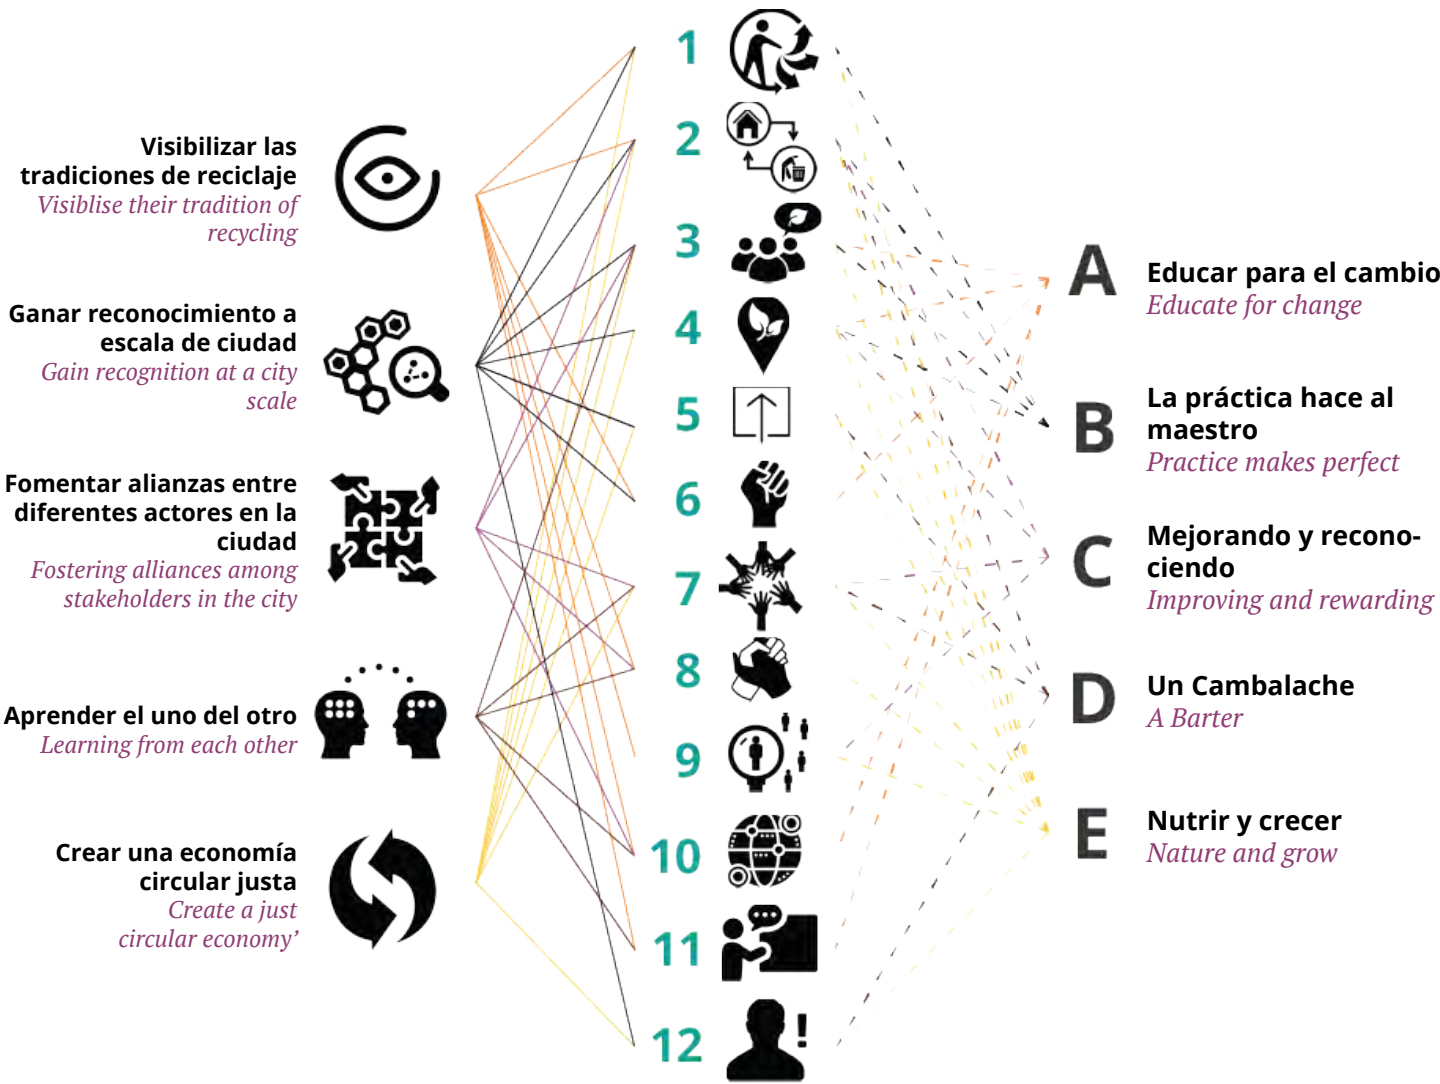 Visibilizar las
tradiciones de reciclaje
Visiblise their tradition of
recycling
Ganar reconocimiento a
escala de ciudad
Gain recognition at a city
scale
Fomentar alianzas entre
diferentes actores en la
ciudad
Fostering alliances among
stakeholders in the city
Aprender el uno del otro
Learning from each other
Crear una economía
circular justa
Create a just
circular economy’
1
2
3
4
5
6
7
8
9
10
11
12
A
Educar para el cambio
Educate for change
B
La práctica hace al
maestro
Practice makes perfect
C
Mejorando y recono-
ciendo
Improving and rewarding
D
Un Cambalache
A Barter
E
Nutrir y crecer
Nature and grow